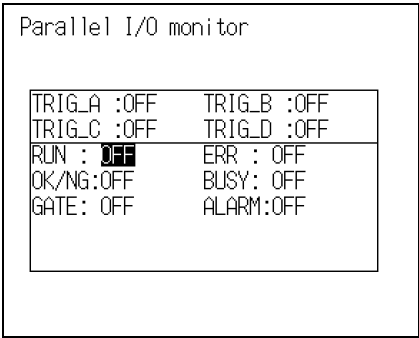 Parallel I/O monitor
TRIG_A :OFF TRIG_B :OFF
TRIG_C :OFF TRIG_D :OFF
RUN : OFF ERR : OFF
OK/NG:OFF BUSY: OFF
GATE: OFF ALARM:OFF